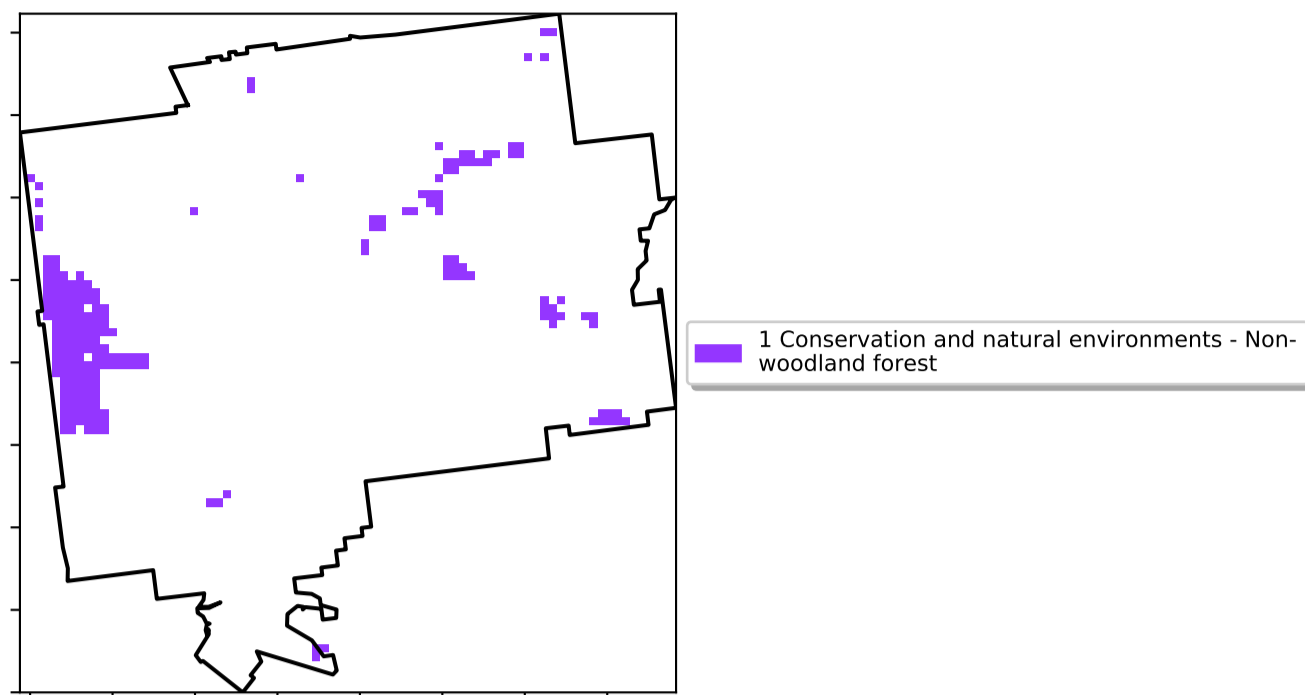 1 Conservation and natural environments - Non-
woodland forest